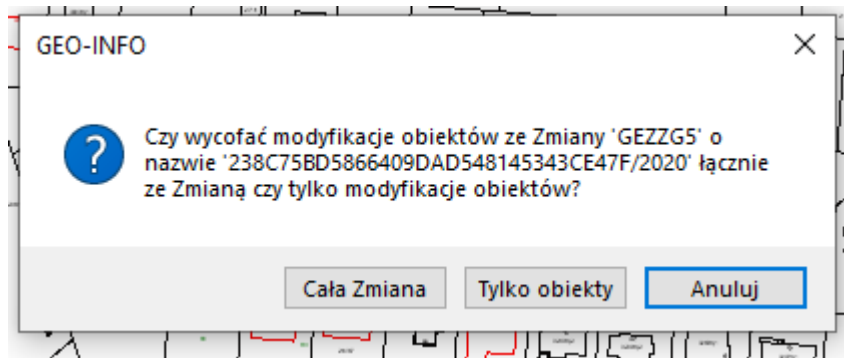 GEO-INFO
Czy wycofać modyfikacje obiektów ze Zmiany 'GEZZG5' o
nazwie '238C75BD5866409DAD548145343CE47F/2020' łącznie
ze Zmianą czy tylko modyfikacje obiektów?
Cała Zmiana
Tylko obiekty
Anuluj